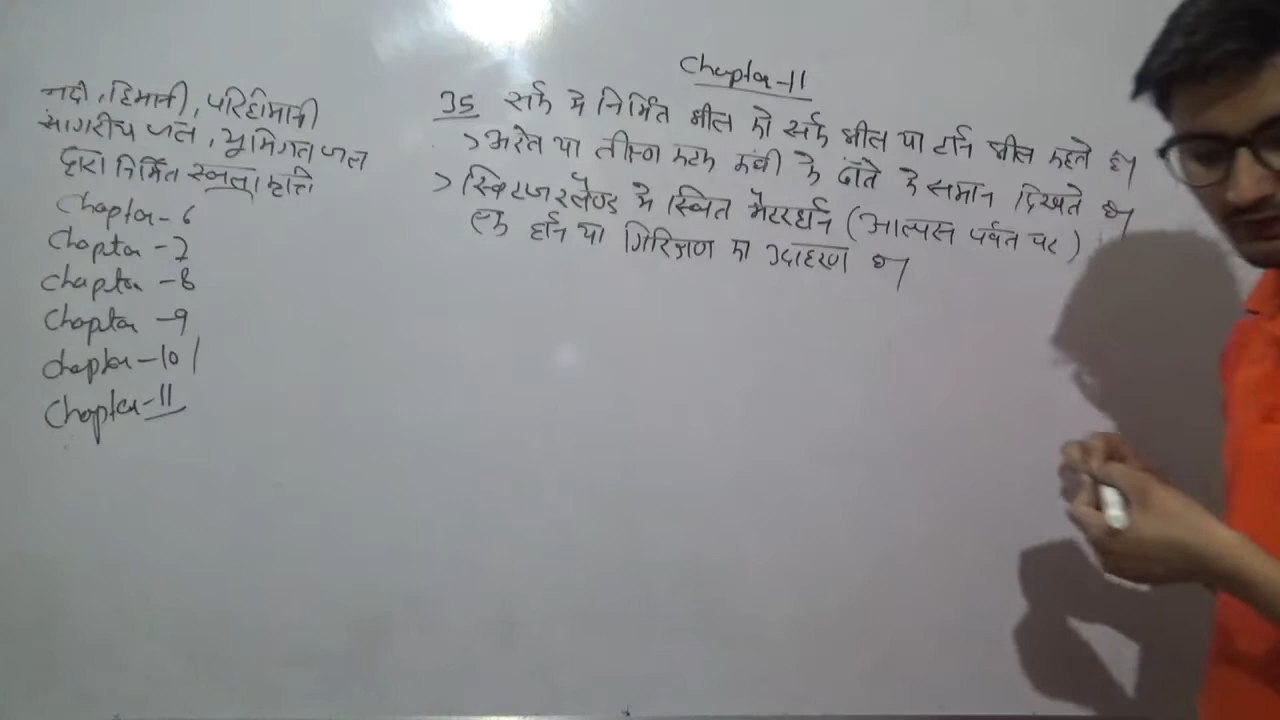 नदी, हिमानी, परिहिमानी
सागरीय जल, भूमिगत जल
द्वारा निर्मित स्थलाकृति
Chapter-6
Chapter-7
Chapter-8
Chapter-9
Chapter-10
Chapter-11
Chapter-11
35 सर्क मे निर्मित झील को सर्क झील या टार्न झील कहते है।
> अरेत या तीक्ष्ण कटक कंघी के दाँते के समान दिखते है।
> स्विटजरलैण्ड मे स्थित मैटरहॉर्न (आल्पस पर्वत पर)
एक हॉर्न या गिरिश्रृंग का उदाहरण है।